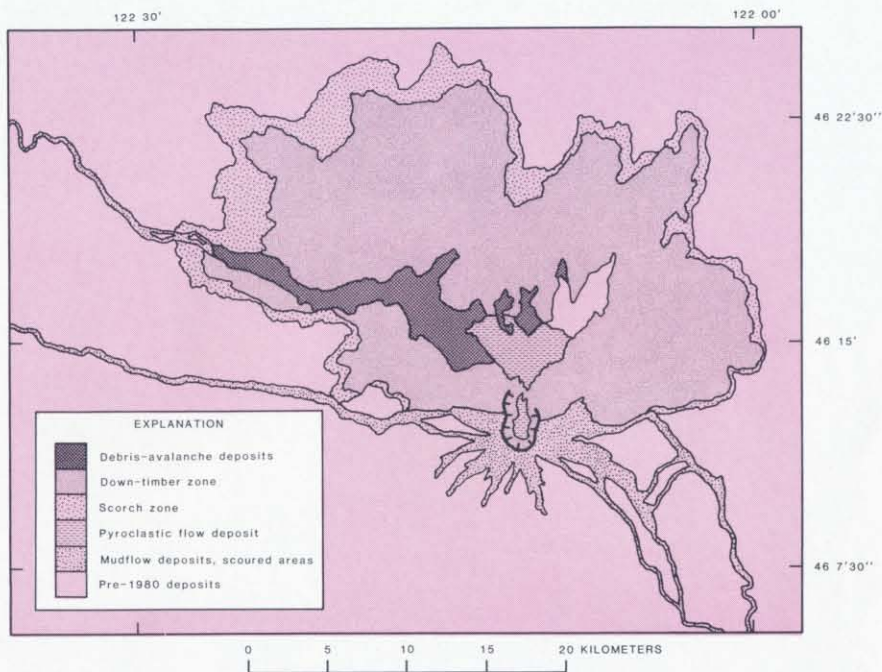 122 30'
122 00'
46 22'30''
46 15'
46 7'30''
EXPLANATION
Debris-avalanche deposits
Down-timber zone
Scorch zone
Pyroclastic flow deposit
Mudflow deposits, scoured areas
Pre-1980 deposits
0 5 10 15 20 KILOMETERS